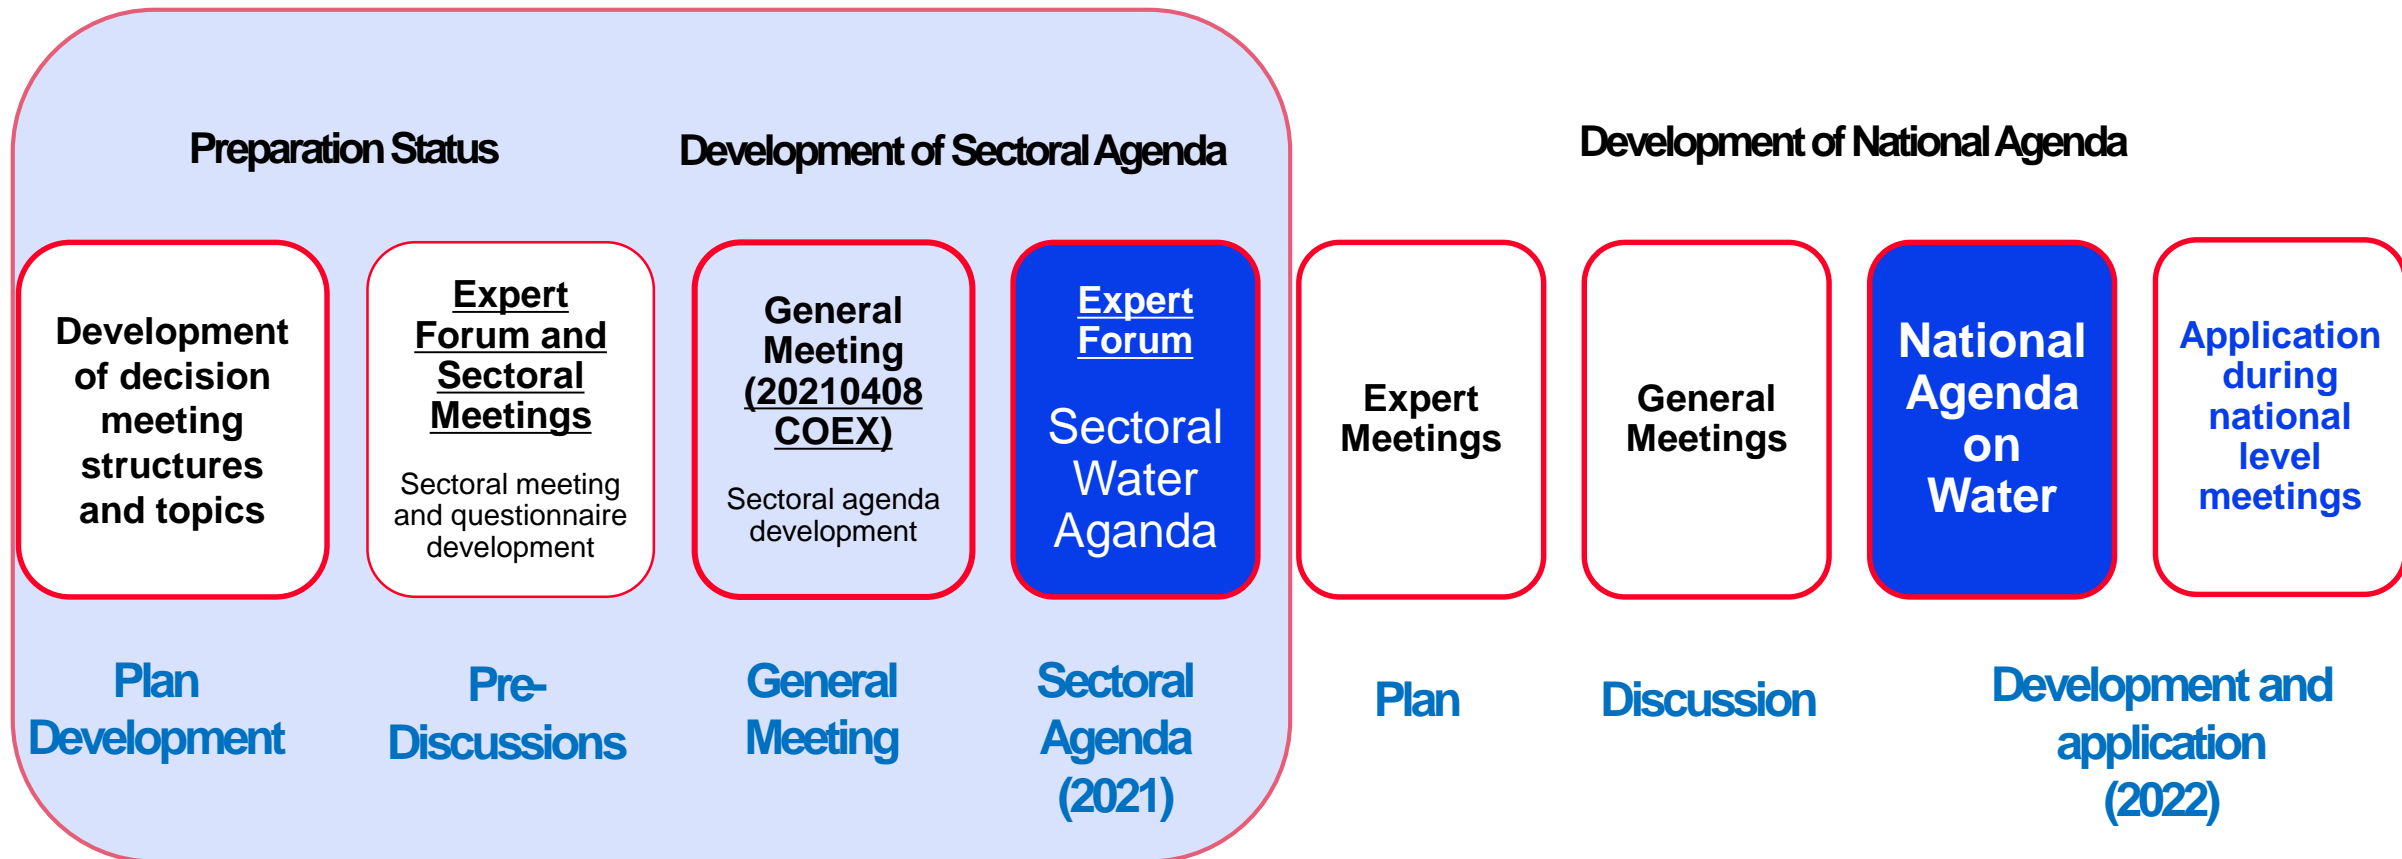 Preparation Status
Development of Sectoral Agenda
Development of National Agenda
Development
of decision
meeting
structures
and topics
Expert
Forum and
Sectoral
Meetings
Sectoral meeting
and questionnaire
development
General
Meeting
(20210408
COEX)
Sectoral agenda
development
Expert
Forum
Sectoral
Water
Aganda
Expert
Meetings
General
Meetings
National
Agenda
on
Water
Application
during
national
level
meetings
Plan
Development
Pre-
Discussions
General
Meeting
Sectoral
Agenda
(2021)
Plan
Discussion
Development and
application
(2022)